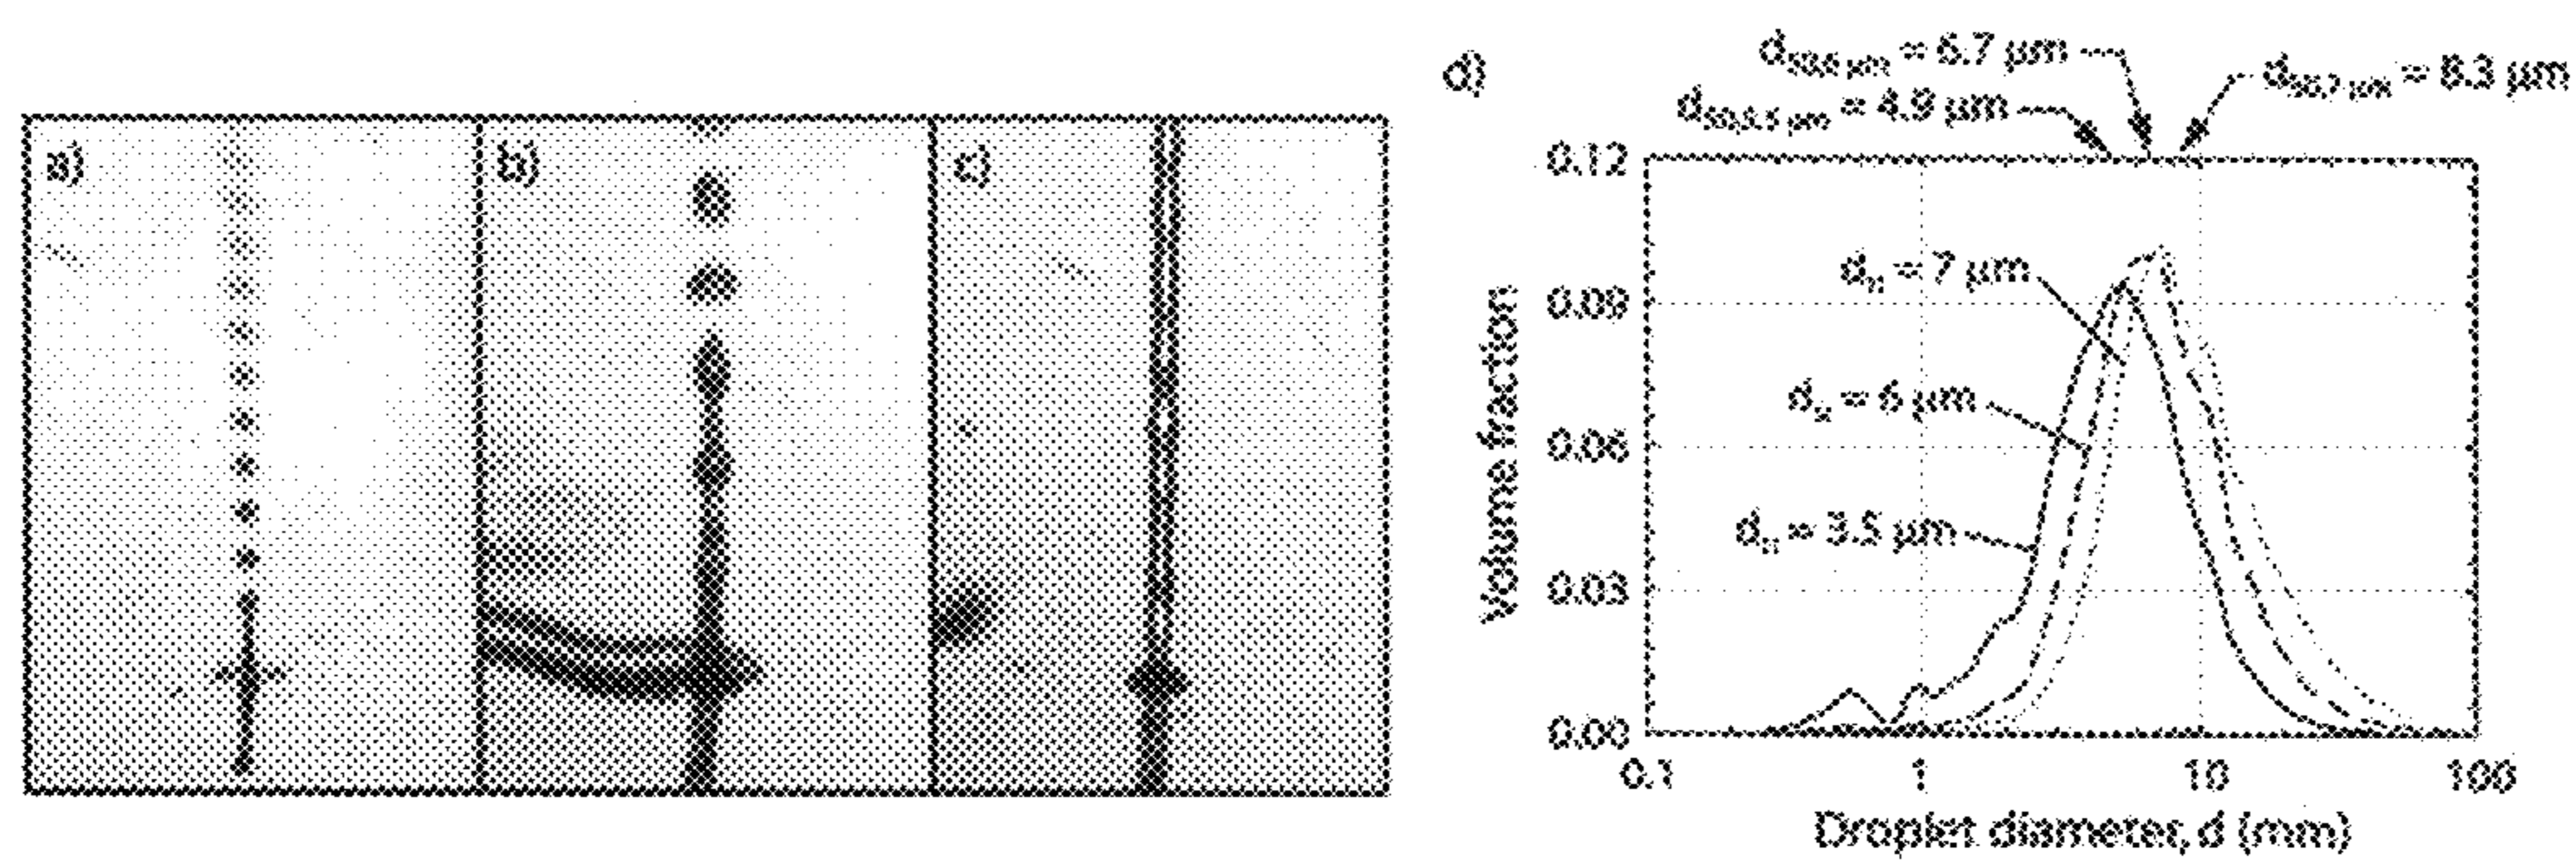 a)
b)
c)
d)
d50,6 µm = 6.7 µm
d50,3.5 µm = 4.9 µm
d50,7 µm = 8.3 µm
0.12
0.09
0.06
0.03
0.00
Volume fraction
dn = 7 µm
dn = 6 µm
dn = 3.5 µm
0.1
1
10
100
Droplet diameter, d (mm)